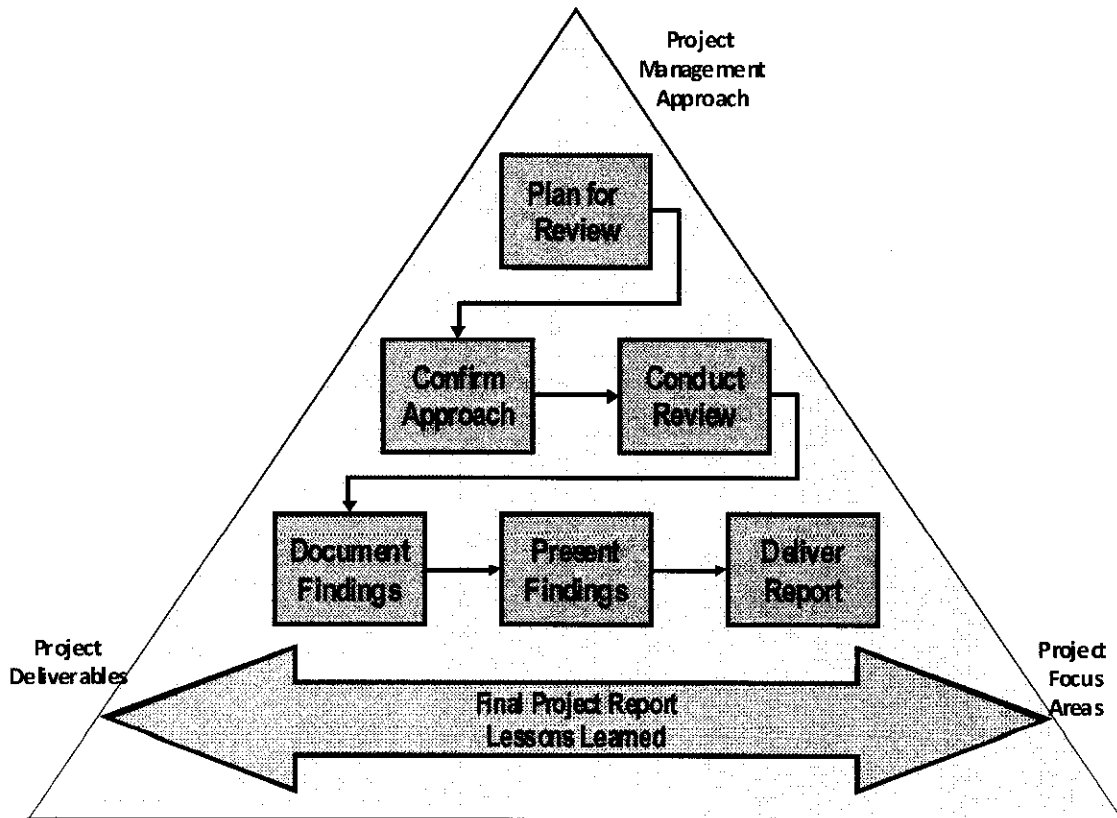 Project
Management
Approach
Plan for
Review
Confirm
Approach
Conduct
Review
Document
Findings
Present
Findings
Deliver
Report
Project
Deliverables
Project
Focus
Areas
Final Project Report
Lessons Learned